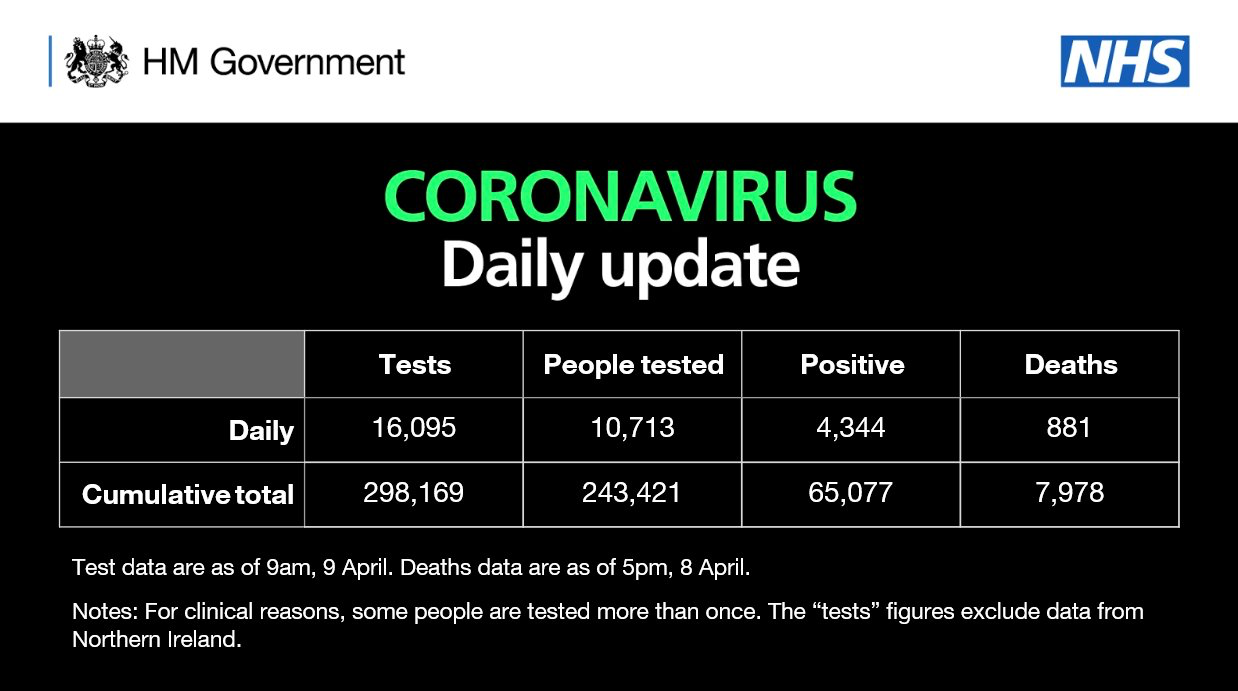 HM Government
NHS
CORONAVIRUS
Daily update
Tests People tested Positive Deaths
Daily 16,095 10,713 4,344 881
Cumulative total 298,169 243,421 65,077 7,978
Test data are as of 9am, 9 April. Deaths data are as of 5pm, 8 April.
Notes: For clinical reasons, some people are tested more than once. The “tests” figures exclude data from
Northern Ireland.